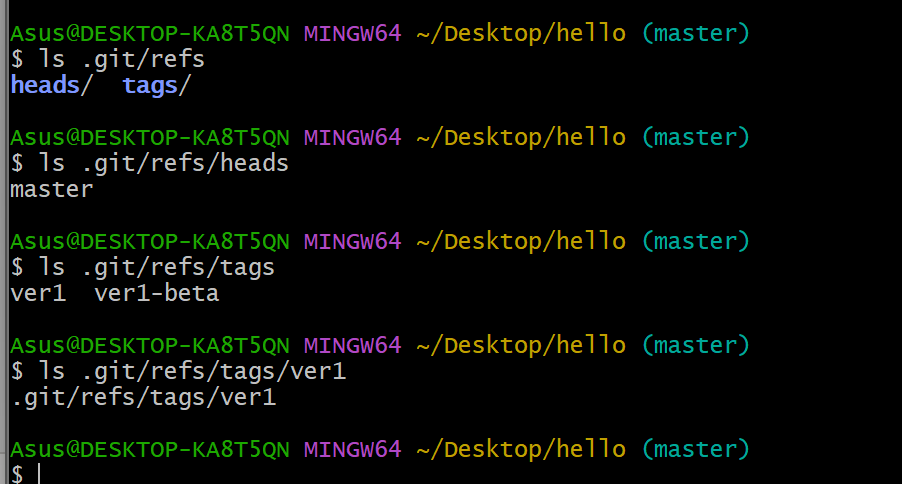 Asus@DESKTOP-KA8T5QN MINGW64 ~/Desktop/hello (master)
$ ls .git/refs
heads/  tags/
Asus@DESKTOP-KA8T5QN MINGW64 ~/Desktop/hello (master)
$ ls .git/refs/heads
master
Asus@DESKTOP-KA8T5QN MINGW64 ~/Desktop/hello (master)
$ ls .git/refs/tags
ver1  ver1-beta
Asus@DESKTOP-KA8T5QN MINGW64 ~/Desktop/hello (master)
$ ls .git/refs/tags/ver1
.git/refs/tags/ver1
Asus@DESKTOP-KA8T5QN MINGW64 ~/Desktop/hello (master)
$